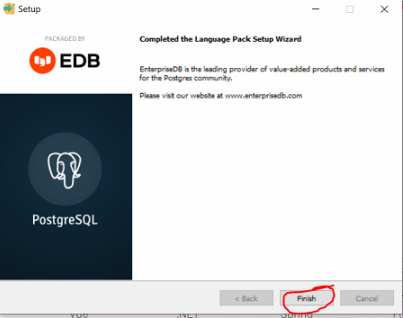 Setup
PACKAGED BY
EDB
Completed the Language Pack Setup Wizard
EnterpriseDB is the leading provider of value-added products and services
for the Postgres community.
Please visit our website at www.enterprisedb.com
PostgreSQL
< Back
Finish
Cancel
.NET